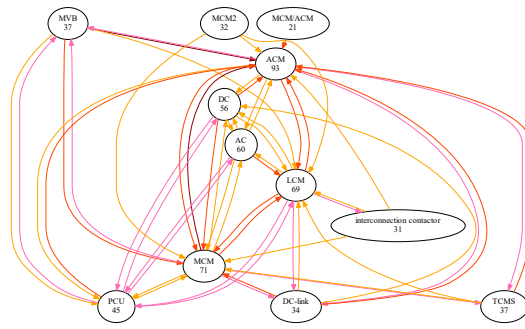 MVB
37
MCM2
32
MCM/ACM
21
ACM
93
DC
56
AC
60
LCM
69
interconnection contactor
31
MCM
71
PCU
45
DC-link
34
TCMS
37